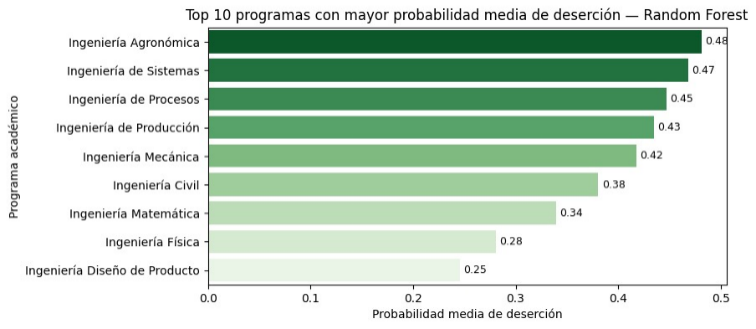 Top 10 programas con mayor probabilidad media de deserción — Random Forest
Programa académico
Ingeniería Agronómica 0.48
Ingeniería de Sistemas 0.47
Ingeniería de Procesos 0.45
Ingeniería de Producción 0.43
Ingeniería Mecánica 0.42
Ingeniería Civil 0.38
Ingeniería Matemática 0.34
Ingeniería Física 0.28
Ingeniería Diseño de Producto 0.25
0.0 0.1 0.2 0.3 0.4 0.5
Probabilidad media de deserción